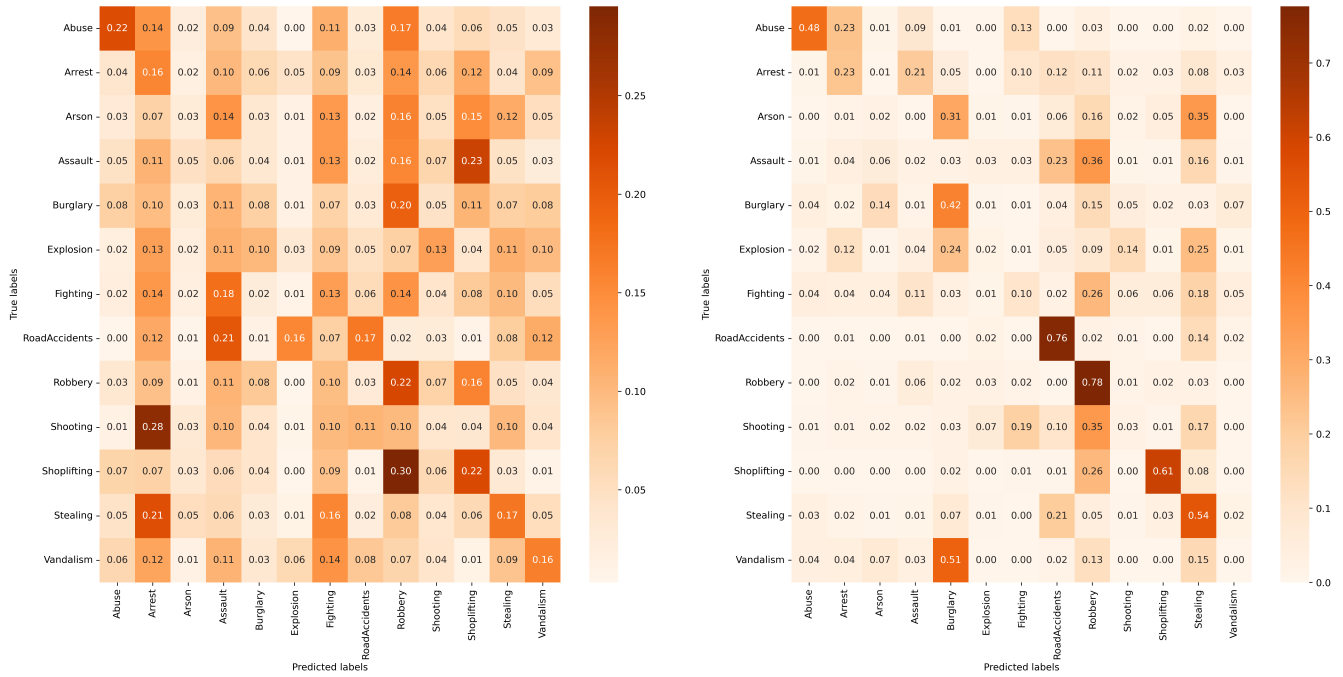 Abuse 0.22 0.14 0.02 0.09 0.04 0.00 0.11 0.03 0.17 0.04 0.06 0.05 0.03
Arrest 0.04 0.16 0.02 0.10 0.06 0.05 0.09 0.03 0.14 0.06 0.12 0.04 0.09
Arson 0.03 0.07 0.03 0.14 0.03 0.01 0.13 0.02 0.16 0.05 0.15 0.12 0.05
Assault 0.05 0.11 0.05 0.06 0.04 0.01 0.13 0.02 0.16 0.07 0.23 0.05 0.03
Burglary 0.08 0.10 0.03 0.11 0.08 0.01 0.07 0.03 0.20 0.05 0.11 0.07 0.08
Explosion 0.02 0.13 0.02 0.11 0.10 0.03 0.09 0.05 0.07 0.13 0.04 0.11 0.10
Fighting 0.02 0.14 0.02 0.18 0.02 0.01 0.13 0.06 0.14 0.04 0.08 0.10 0.05
RoadAccidents 0.00 0.12 0.01 0.21 0.01 0.16 0.07 0.17 0.02 0.03 0.01 0.08 0.12
Robbery 0.03 0.09 0.01 0.11 0.08 0.00 0.10 0.03 0.22 0.07 0.16 0.05 0.04
Shooting 0.01 0.28 0.02 0.10 0.04 0.01 0.10 0.11 0.10 0.04 0.04 0.10 0.04
Shoplifting 0.07 0.07 0.03 0.06 0.04 0.00 0.09 0.01 0.30 0.06 0.22 0.03 0.01
Stealing 0.05 0.21 0.05 0.06 0.03 0.01 0.16 0.02 0.08 0.04 0.06 0.17 0.05
Vandalism 0.06 0.12 0.01 0.11 0.03 0.06 0.14 0.08 0.07 0.04 0.01 0.09 0.16
True labels
Abuse Arrest Arson Assault Burglary Explosion Fighting RoadAccidents Robbery Shooting Shoplifting Stealing Vandalism
Predicted labels
0.25
0.20
0.15
0.10
0.05
Abuse 0.48 0.23 0.01 0.09 0.01 0.00 0.13 0.00 0.03 0.00 0.00 0.02 0.00
Arrest 0.01 0.23 0.01 0.21 0.05 0.00 0.10 0.12 0.11 0.02 0.03 0.08 0.03
Arson 0.00 0.01 0.02 0.00 0.31 0.01 0.01 0.06 0.16 0.02 0.05 0.35 0.00
Assault 0.01 0.04 0.06 0.02 0.03 0.03 0.03 0.23 0.36 0.01 0.01 0.16 0.01
Burglary 0.04 0.02 0.14 0.01 0.42 0.01 0.01 0.04 0.15 0.05 0.02 0.03 0.07
Explosion 0.02 0.12 0.01 0.04 0.24 0.02 0.01 0.05 0.09 0.14 0.01 0.25 0.01
Fighting 0.04 0.04 0.04 0.11 0.03 0.01 0.10 0.02 0.26 0.06 0.06 0.18 0.05
RoadAccidents 0.00 0.01 0.00 0.01 0.01 0.00 0.00 0.76 0.02 0.01 0.00 0.14 0.02
Robbery 0.00 0.02 0.01 0.06 0.02 0.03 0.02 0.00 0.78 0.01 0.02 0.03 0.00
Shooting 0.01 0.01 0.02 0.02 0.03 0.07 0.19 0.10 0.35 0.03 0.01 0.17 0.00
Shoplifting 0.00 0.00 0.00 0.00 0.02 0.00 0.01 0.01 0.26 0.00 0.61 0.08 0.00
Stealing 0.03 0.02 0.01 0.01 0.07 0.01 0.00 0.21 0.05 0.01 0.03 0.54 0.02
Vandalism 0.04 0.04 0.07 0.03 0.51 0.00 0.00 0.02 0.13 0.00 0.01 0.15 0.00
True labels
Abuse Arrest Arson Assault Burglary Explosion Fighting RoadAccidents Robbery Shooting Shoplifting Stealing Vandalism
Predicted labels
0.7
0.6
0.5
0.4
0.3
0.2
0.1
0.0